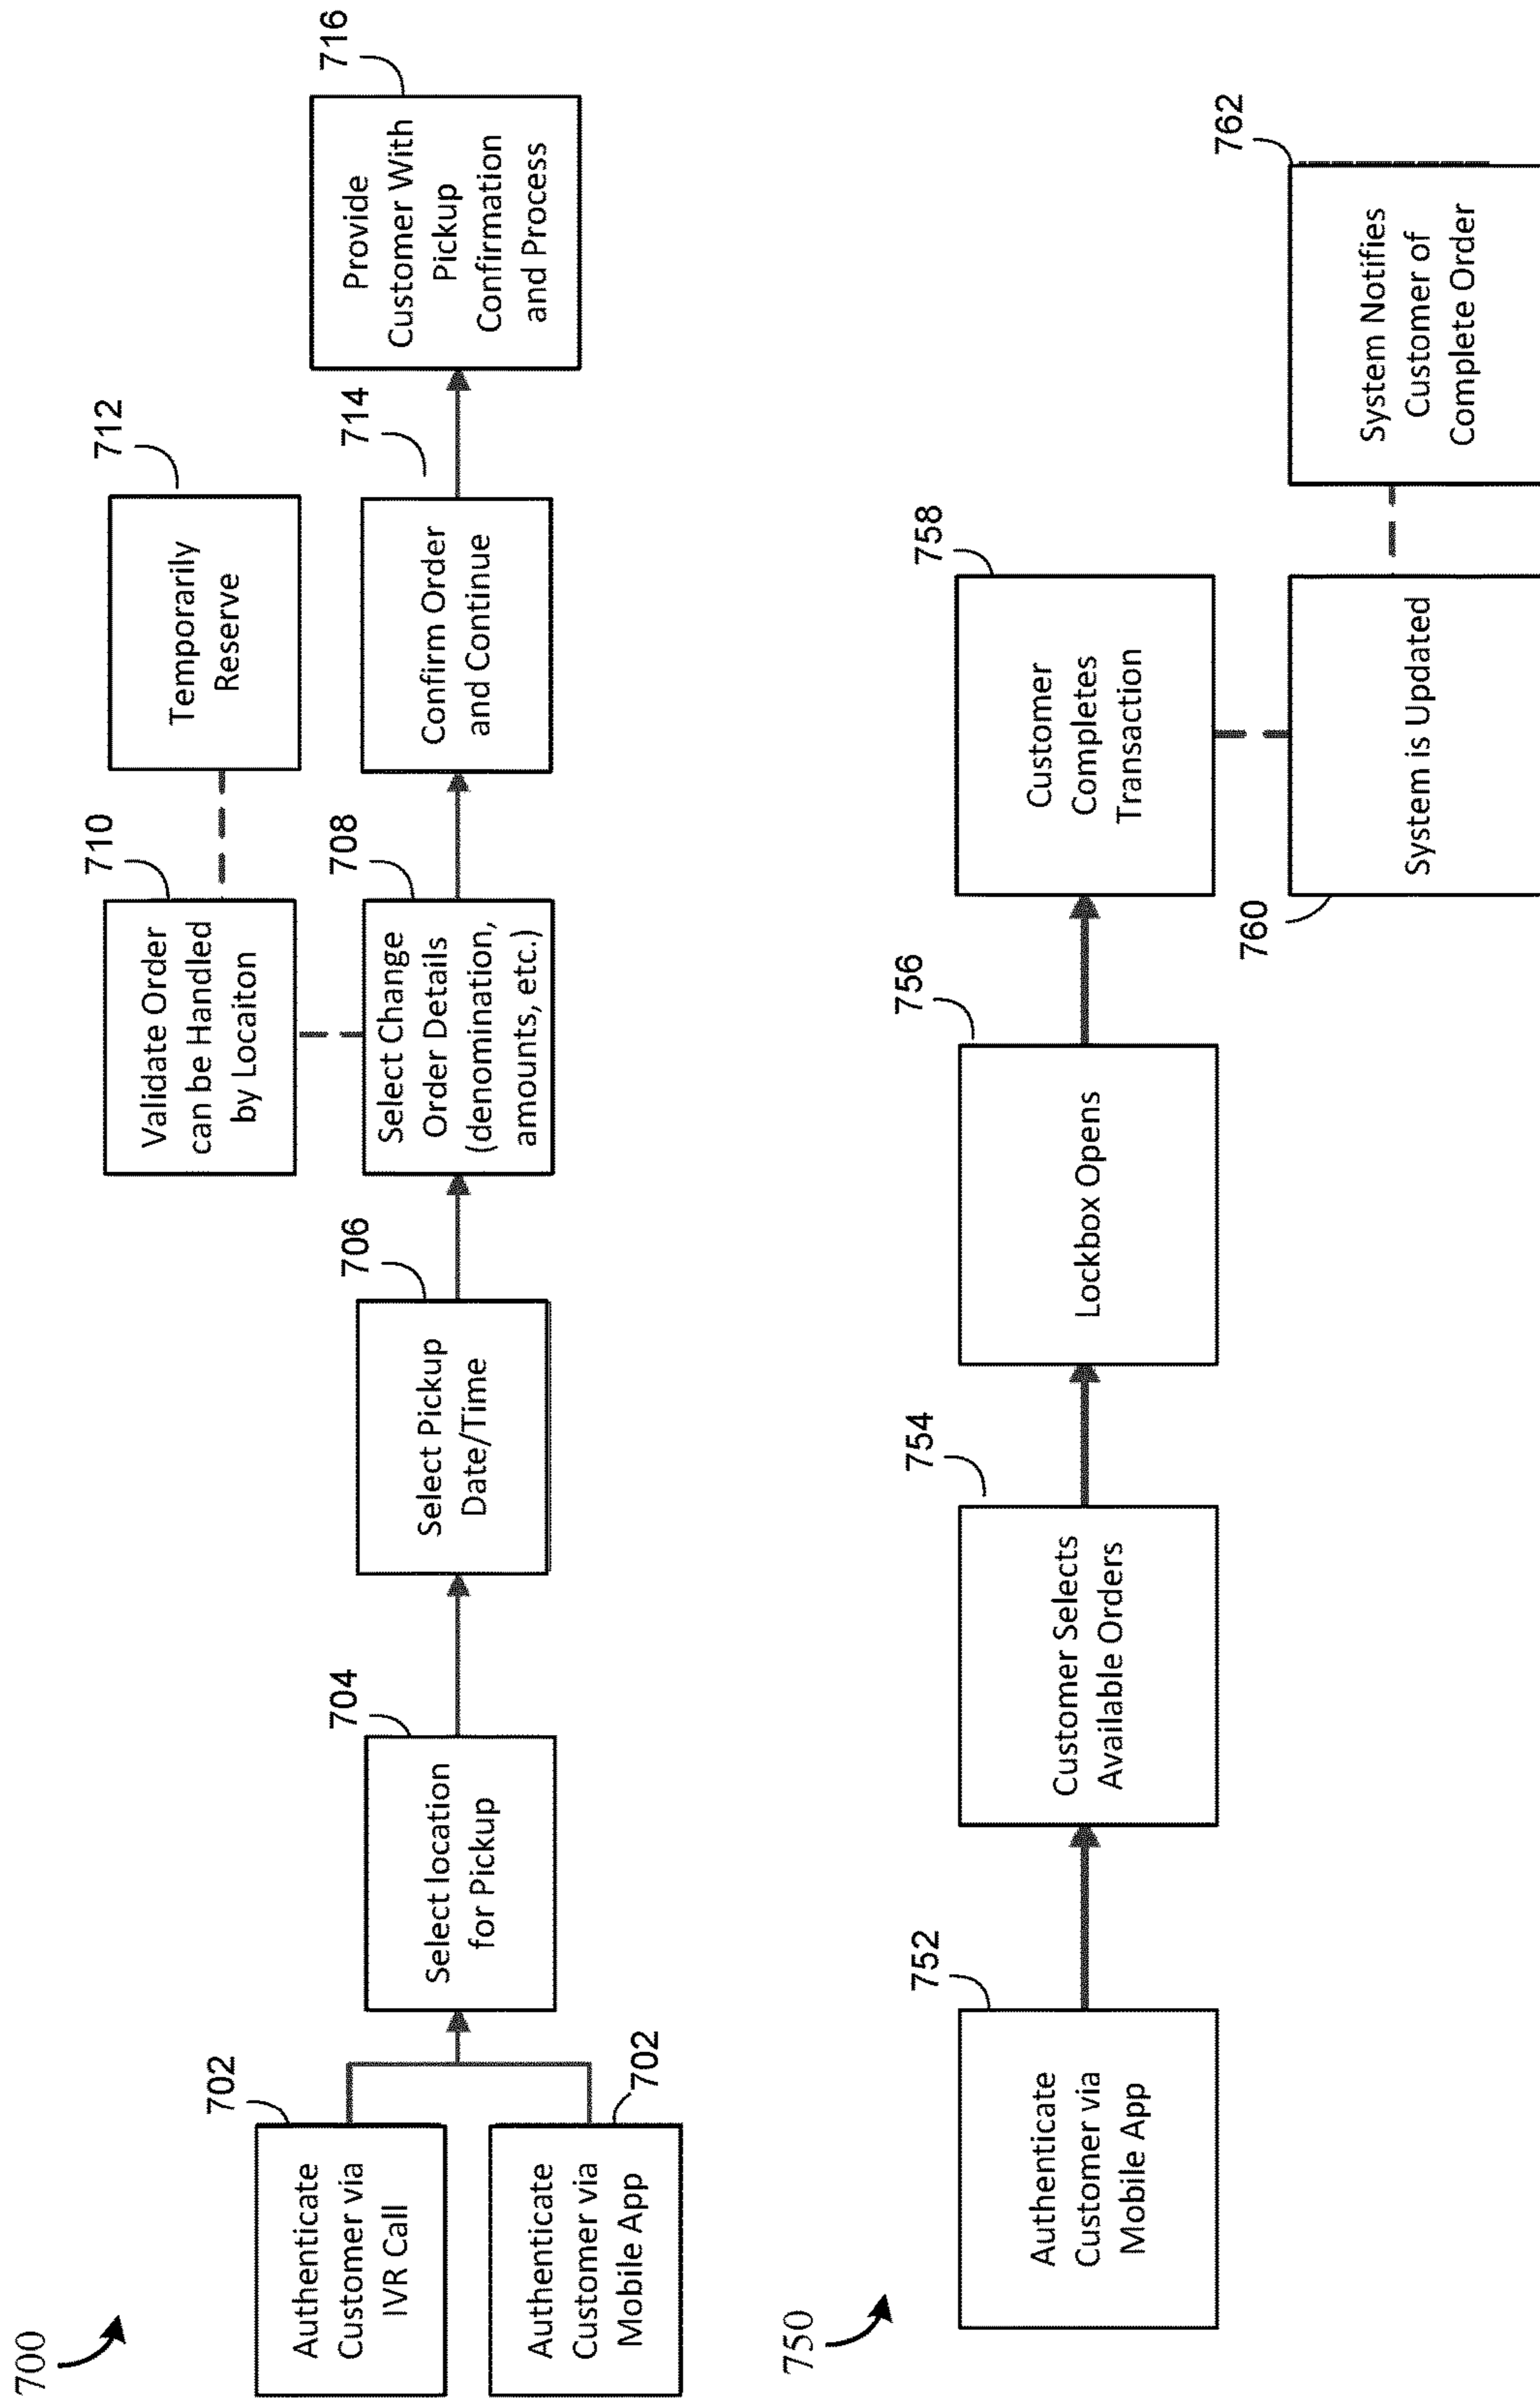 700
702
Authenticate
Customer via
IVR Call
702
Authenticate
Customer via
Mobile App
704
Select location
for Pickup
706
Select Pickup
Date/Time
710
Validate Order
can be Handled
by Locaiton
708
Select Change
Order Details
(denomination,
amounts, etc.)
712
Temporarily
Reserve
714
Confirm Order
and Continue
716
Provide
Customer With
Pickup
Confirmation
and Process
750
752
Authenticate
Customer via
Mobile App
754
Customer Selects
Available Orders
756
Lockbox Opens
758
Customer
Completes
Transaction
760
System is Updated
762
System Notifies
Customer of
Complete Order